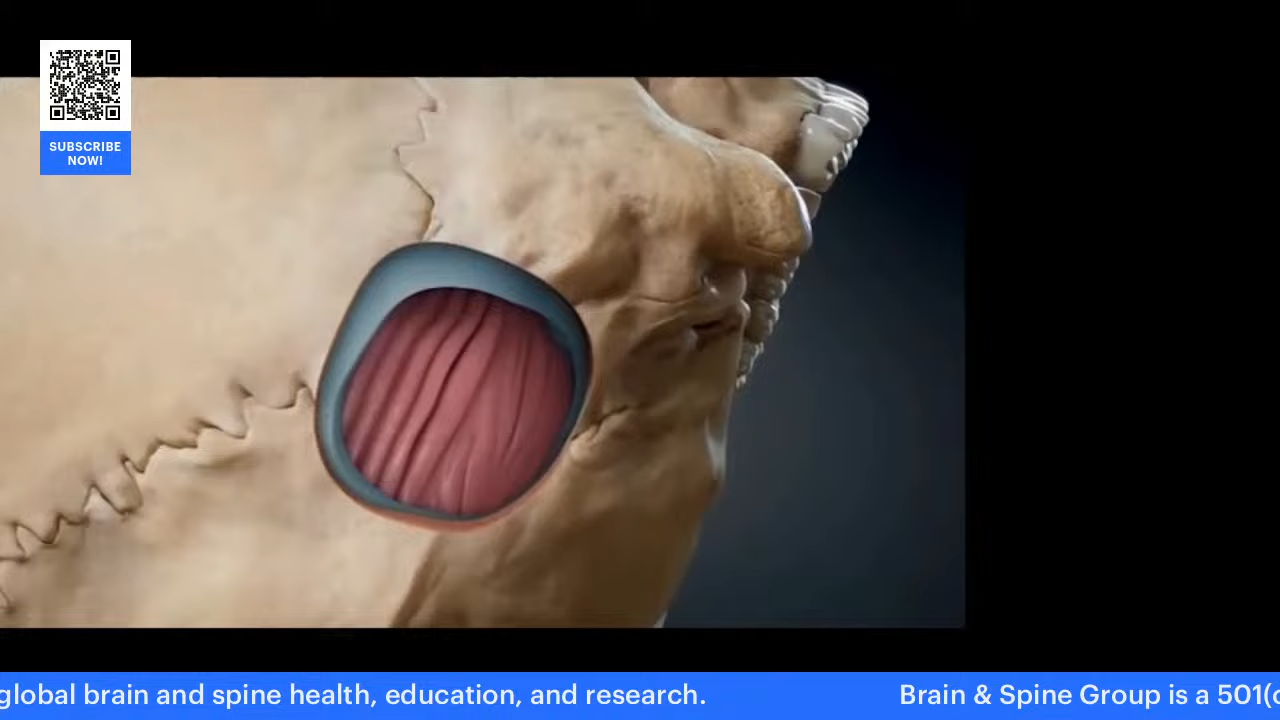 SUBSCRIBE
NOW!
global brain and spine health, education, and research.
Brain & Spine Group is a 501(c